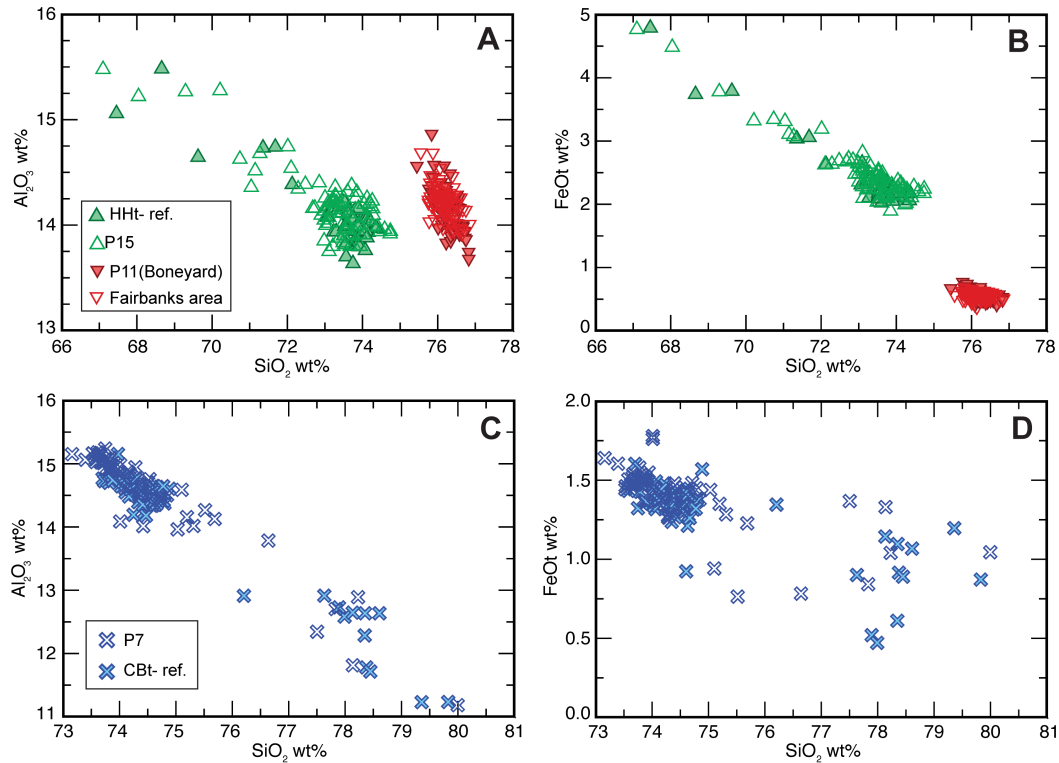 A
16
15
14
13
Al₂O₃ wt%
HHt- ref.
P15
P11(Boneyard)
Fairbanks area
66 68 70 72 74 76 78
SiO₂ wt%
B
5
4
3
2
1
0
FeOt wt%
66 68 70 72 74 76 78
SiO₂ wt%
C
16
15
14
13
12
11
Al₂O₃ wt%
P7
CBt- ref.
73 74 75 76 77 78 79 80 81
SiO₂ wt%
D
2.0
1.5
1.0
0.5
0.0
FeOt wt%
73 74 75 76 77 78 79 80 81
SiO₂ wt%